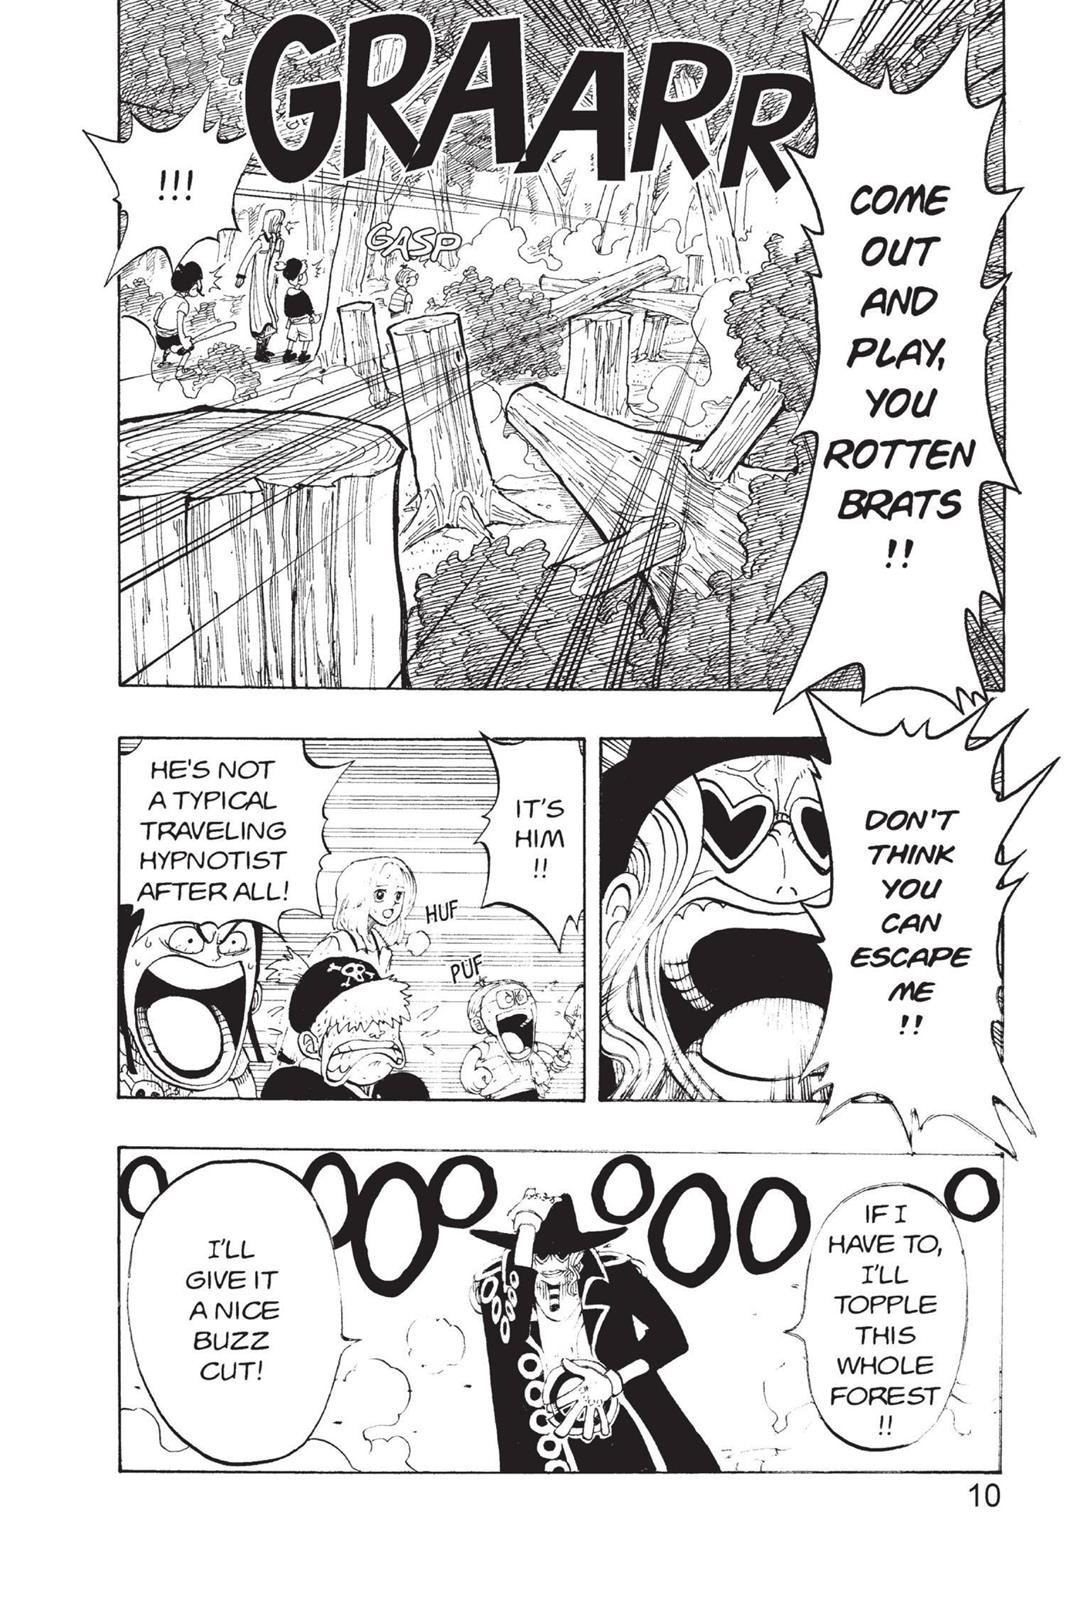 GRAARR
!!!
GASP
COME
OUT
AND
PLAY,
YOU
ROTTEN
BRATS
!!
HE'S NOT
A TYPICAL
TRAVELING
HYPNOTIST
AFTER ALL!
IT'S
HIM
!!
HUF
PUF
DON'T
THINK
YOU
CAN
ESCAPE
ME
!!
I'LL
GIVE IT
A NICE
BUZZ
CUT!
IF I
HAVE TO,
I'LL
TOPPLE
THIS
WHOLE
FOREST
!!
10